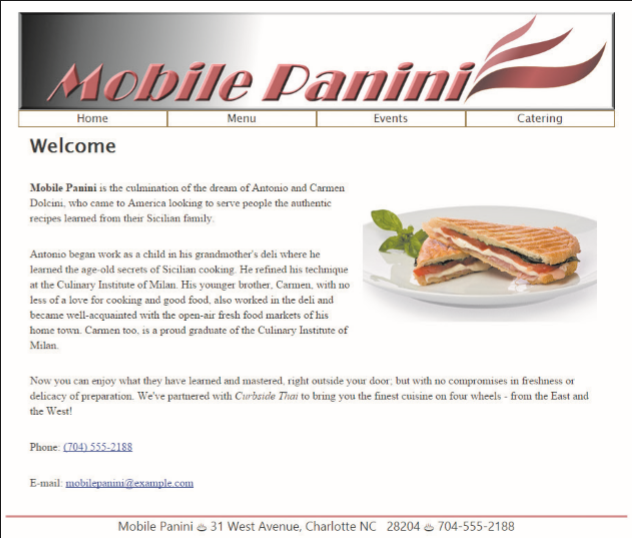 Mobile Panini
Home Menu Events Catering
Welcome
Mobile Panini is the culmination of the dream of Antonio and Carmen
Dolcini, who came to America looking to serve people the authentic
recipes learned from their Sicilian family.
Antonio began work as a child in his grandmother's deli where he
learned the age-old secrets of Sicilian cooking. He refined his technique
at the Culinary Institute of Milan. His younger brother, Carmen, with no
less of a love for cooking and good food, also worked in the deli and
became well-acquainted with the open-air fresh food markets of his
home town. Carmen too, is a proud graduate of the Culinary Institute of
Milan.
Now you can enjoy what they have learned and mastered, right outside your door; but with no compromises in freshness or
delicacy of preparation. We've partnered with Curbside Thai to bring you the finest cuisine on four wheels - from the East and
the West!
Phone: (704) 555-2188
E-mail: mobilepanini@example.com
Mobile Panini ♨ 31 West Avenue, Charlotte NC 28204 ♨ 704-555-2188